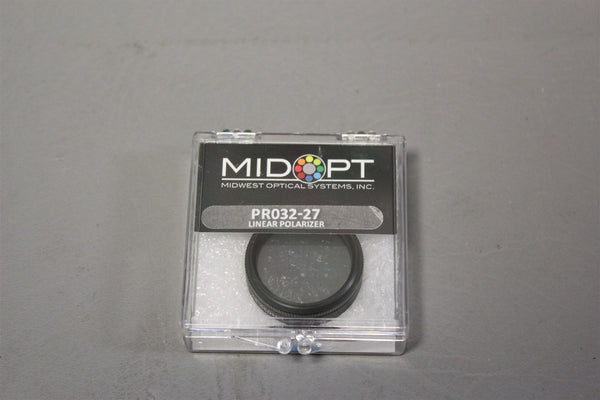 MIDOPT
MIDWEST OPTICAL SYSTEMS, INC.
PR032-27
LINEAR POLARIZER